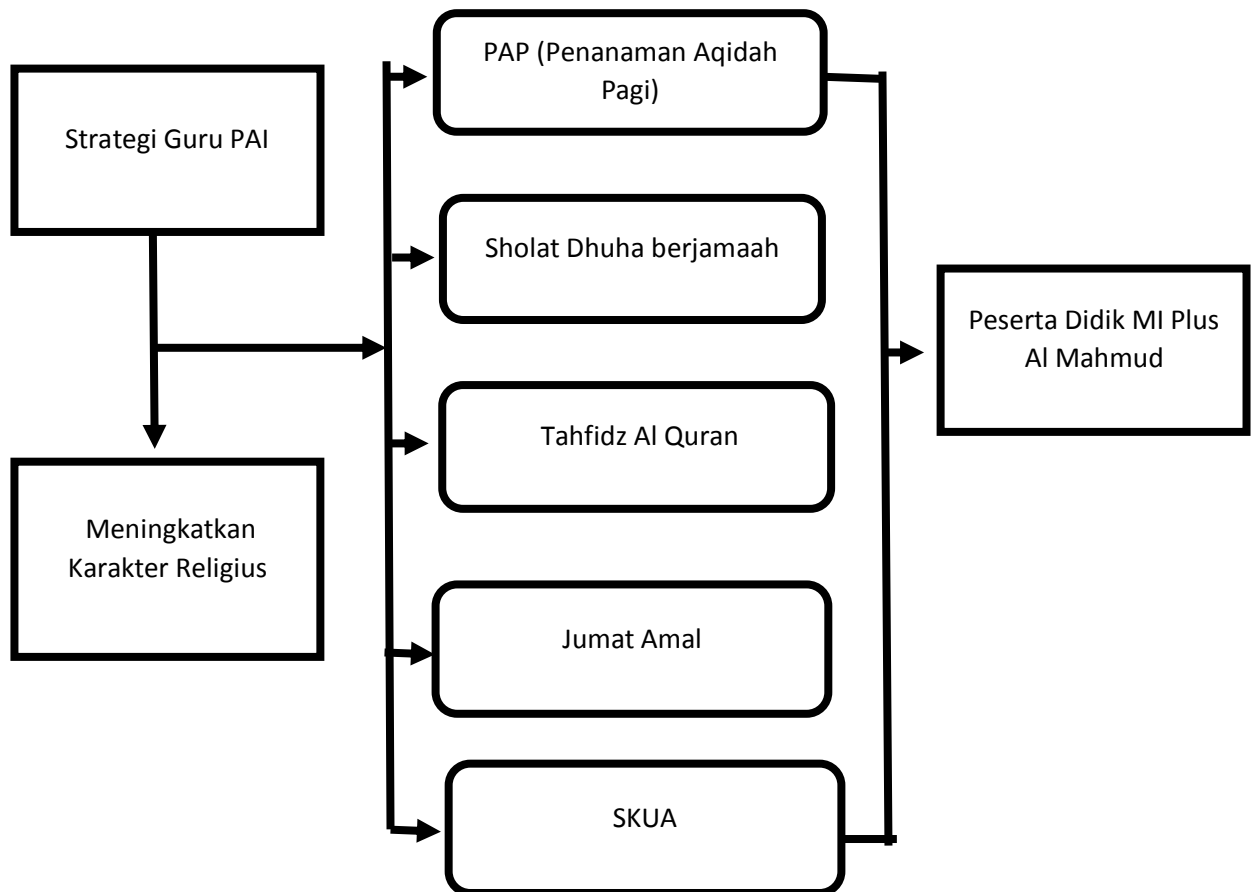 Strategi Guru PAI
Meningkatkan
Karakter Religius
PAP (Penanaman Aqidah
Pagi)
Sholat Dhuha berjamaah
Tahfidz Al Quran
Jumat Amal
SKUA
Peserta Didik MI Plus
Al Mahmud